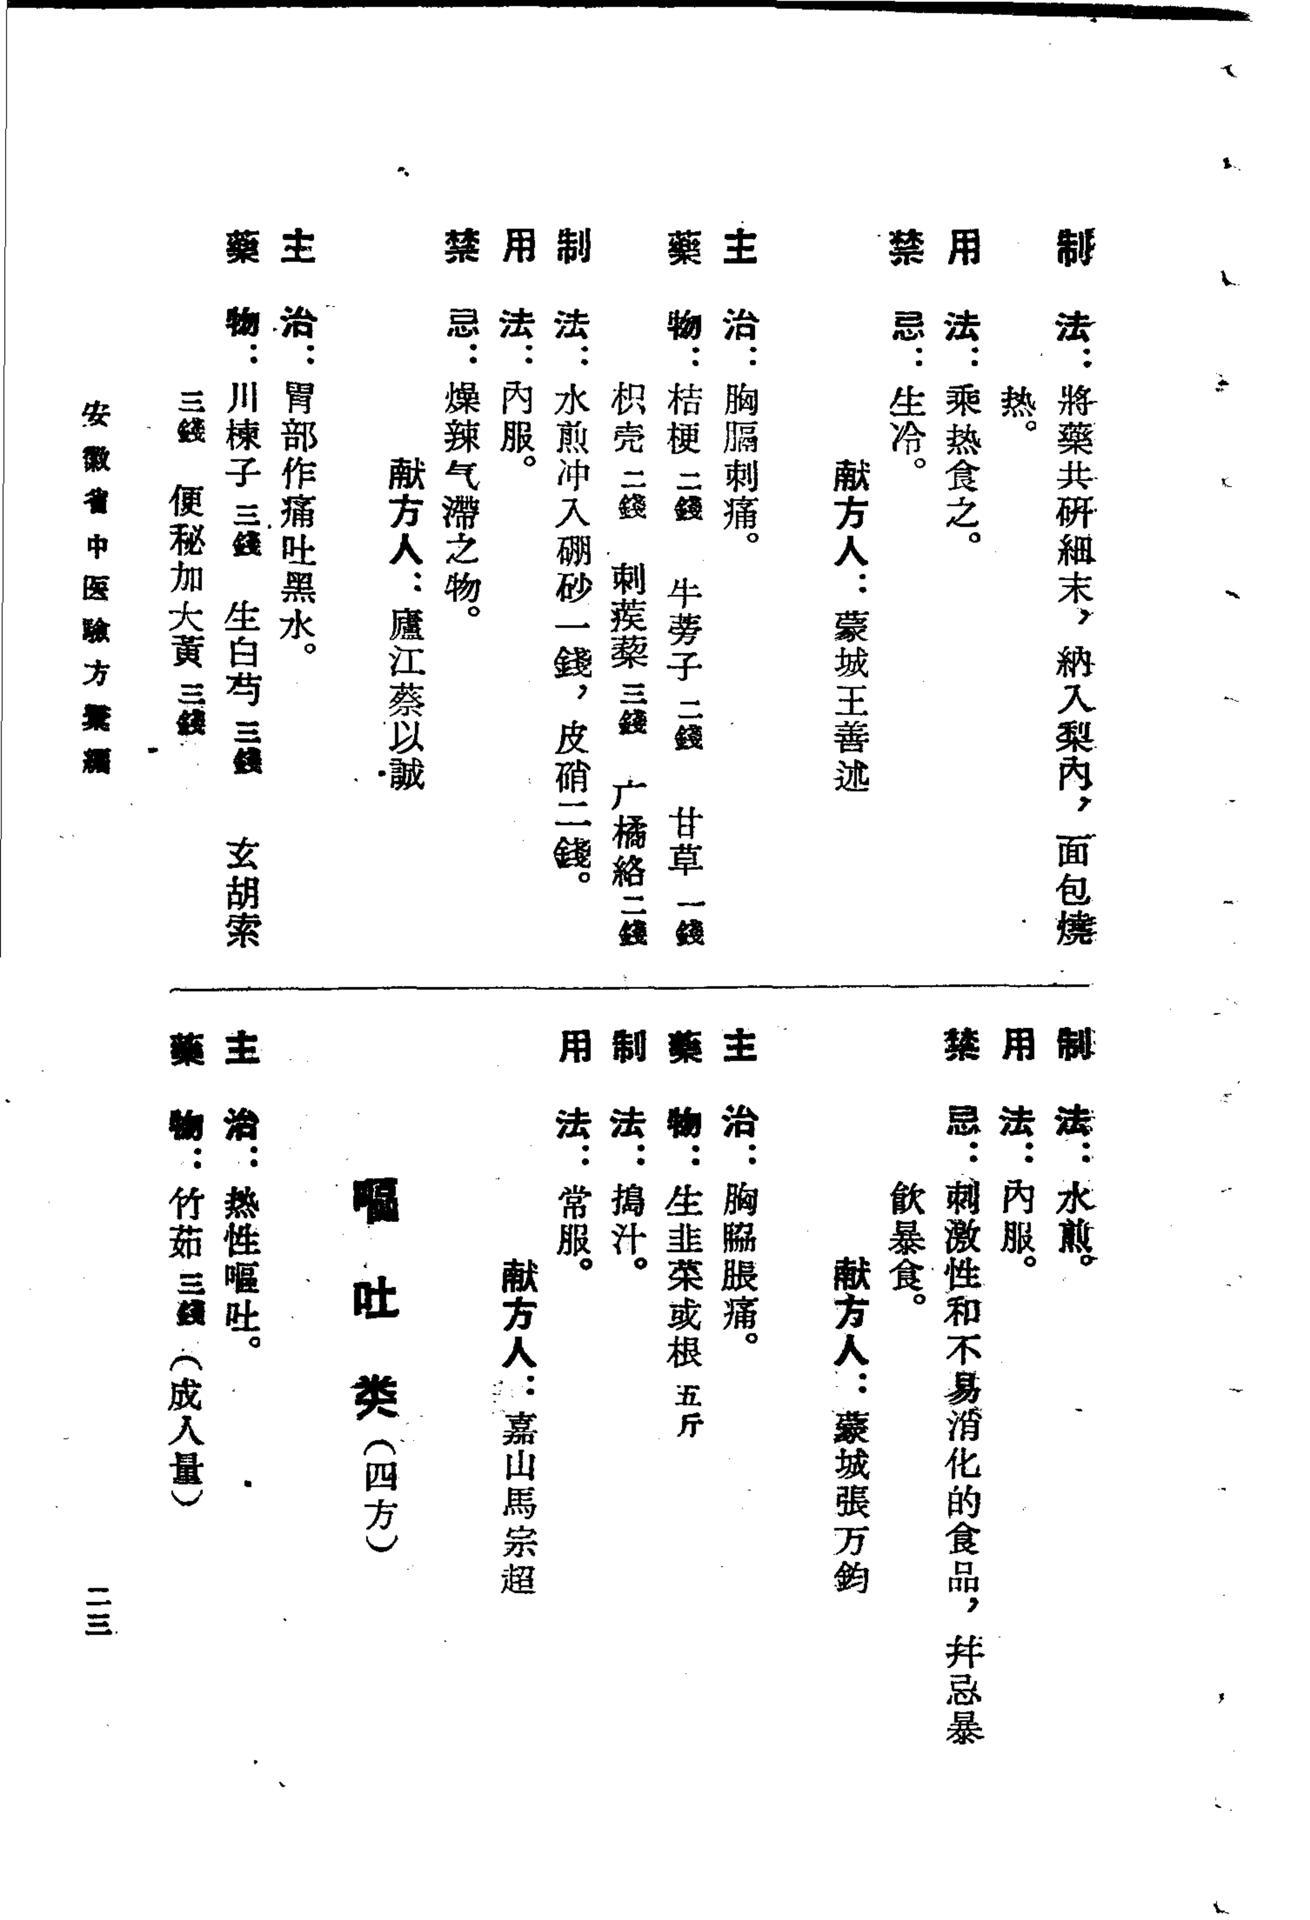 制　法：將藥共研細末，納入梨內，面包燒
热。
用　法：乘热食之。
禁　忌：生冷。
献方人：蒙城王善述
主　治：胸膈刺痛。
藥　物：桔梗二錢　牛蒡子二錢　甘草一錢
枳壳二錢　刺蒺藜三錢　广橘絡二錢
制　法：水煎冲入硼砂一錢，皮硝二錢。
用　法：內服。
禁　忌：燥辣气滯之物。
献方人：廬江蔡以誠
主　治：胃部作痛吐黑水。
藥　物：川楝子三錢　生白芍三錢　玄胡索
三錢　便秘加大黃三錢
制　法：水煎。
用　法：內服。
禁　忌：刺激性和不易消化的食品，幷忌暴
飮暴食。
献方人：蒙城張万鈞
主　治：胸脇脹痛。
藥　物：生韭菜或根五斤
制　法：搗汁。
用　法：常服。
献方人：嘉山馬宗超
嘔吐类（四方）
主　治：热性嘔吐。
藥　物：竹茹三錢（成人量）
安徽省中医驗方彙編
二三